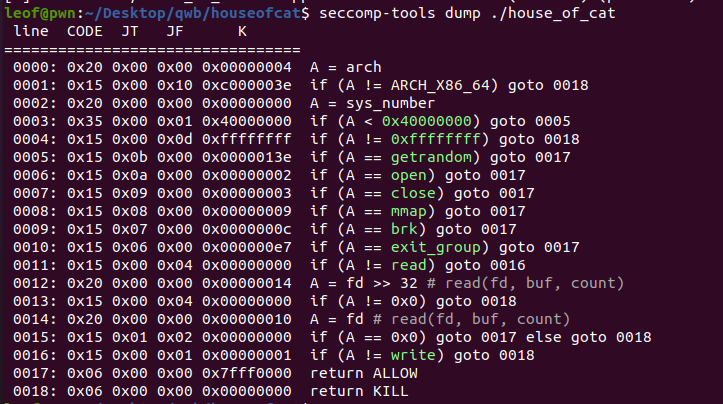 leof@pwn:~/Desktop/qwb/houseofcat$ seccomp-tools dump ./house_of_cat
line CODE JT JF K
=================================
0000: 0x20 0x00 0x00 0x00000004 A = arch
0001: 0x15 0x00 0x10 0xc000003e if (A != ARCH_X86_64) goto 0018
0002: 0x20 0x00 0x00 0x00000000 A = sys_number
0003: 0x35 0x00 0x01 0x40000000 if (A < 0x40000000) goto 0005
0004: 0x15 0x00 0x0d 0xffffffff if (A != 0xffffffff) goto 0018
0005: 0x15 0x0b 0x00 0x0000013e if (A == getrandom) goto 0017
0006: 0x15 0x0a 0x00 0x00000002 if (A == open) goto 0017
0007: 0x15 0x09 0x00 0x00000003 if (A == close) goto 0017
0008: 0x15 0x08 0x00 0x00000009 if (A == mmap) goto 0017
0009: 0x15 0x07 0x00 0x0000000c if (A == brk) goto 0017
0010: 0x15 0x06 0x00 0x000000e7 if (A == exit_group) goto 0017
0011: 0x15 0x00 0x04 0x00000000 if (A != read) goto 0016
0012: 0x20 0x00 0x00 0x00000014 A = fd >> 32 # read(fd, buf, count)
0013: 0x15 0x00 0x04 0x00000000 if (A != 0x0) goto 0018
0014: 0x20 0x00 0x00 0x00000010 A = fd # read(fd, buf, count)
0015: 0x15 0x01 0x02 0x00000000 if (A == 0x0) goto 0017 else goto 0018
0016: 0x15 0x00 0x01 0x00000001 if (A != write) goto 0018
0017: 0x06 0x00 0x00 0x7fff0000 return ALLOW
0018: 0x06 0x00 0x00 0x00000000 return KILL